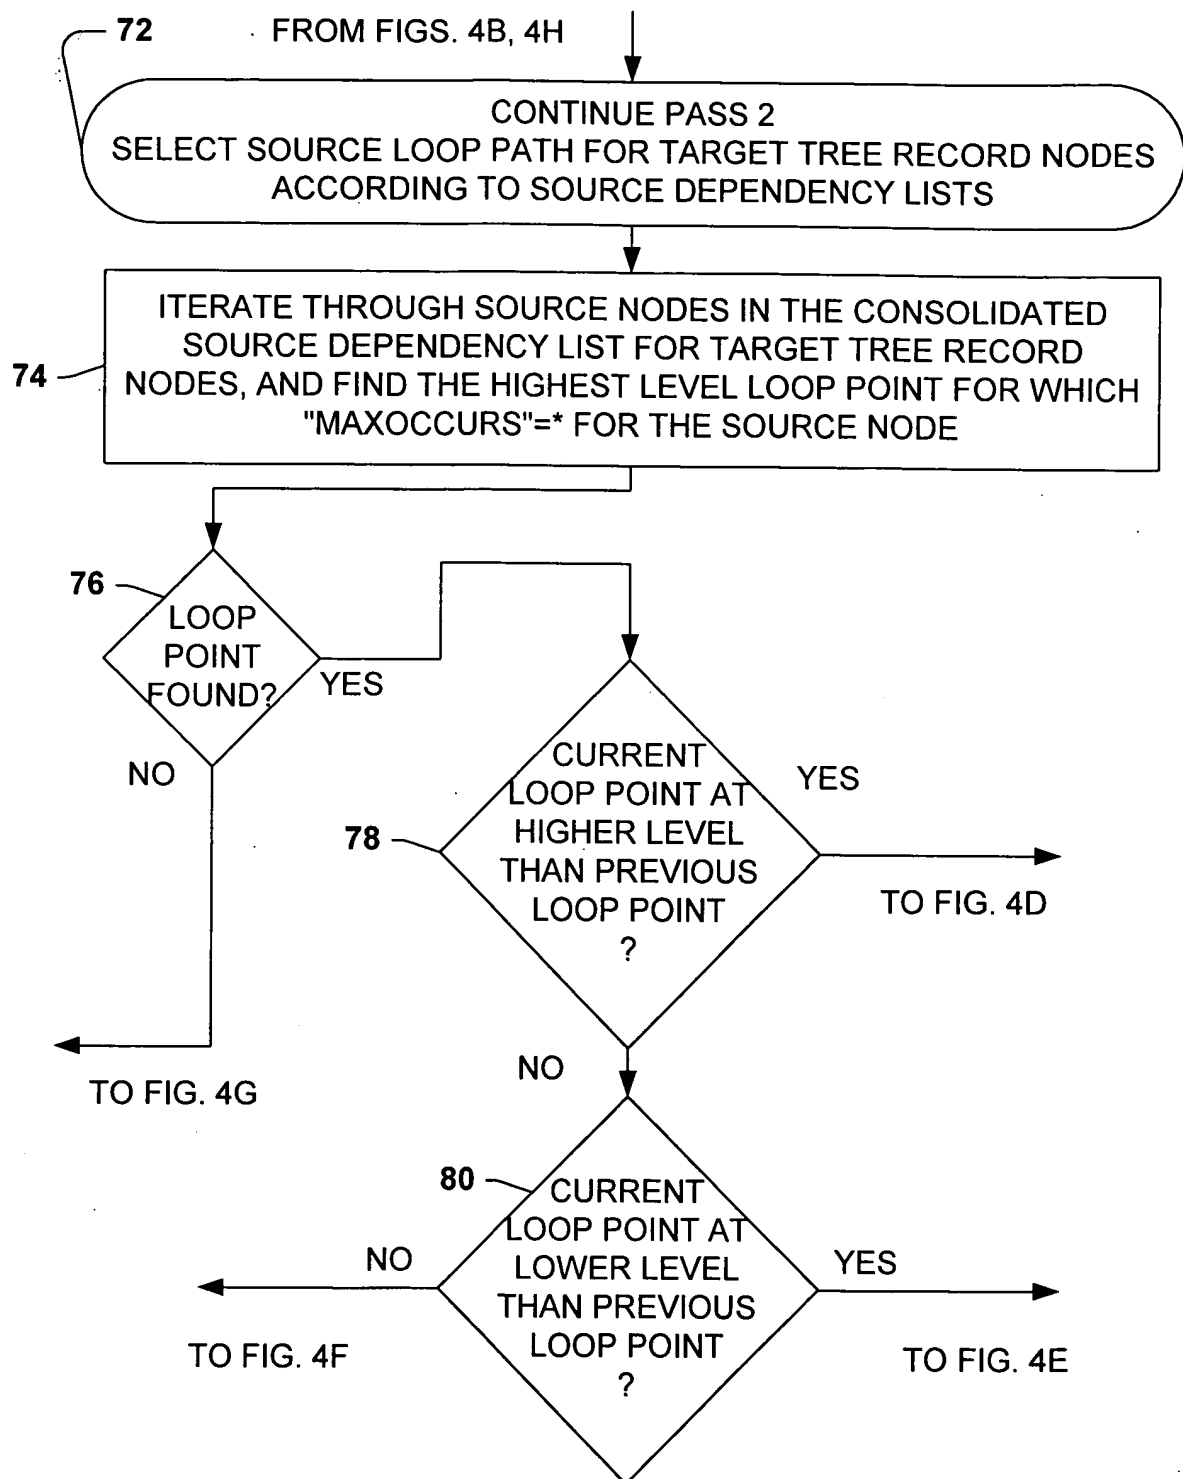 72
FROM FIGS. 4B, 4H
CONTINUE PASS 2
SELECT SOURCE LOOP PATH FOR TARGET TREE RECORD NODES
ACCORDING TO SOURCE DEPENDENCY LISTS
74
ITERATE THROUGH SOURCE NODES IN THE CONSOLIDATED
SOURCE DEPENDENCY LIST FOR TARGET TREE RECORD
NODES, AND FIND THE HIGHEST LEVEL LOOP POINT FOR WHICH
"MAXOCCURS"=* FOR THE SOURCE NODE
76
LOOP
POINT
FOUND?
YES
NO
TO FIG. 4G
78
CURRENT
LOOP POINT AT
HIGHER LEVEL
THAN PREVIOUS
LOOP POINT
?
YES
TO FIG. 4D
NO
80
CURRENT
LOOP POINT AT
LOWER LEVEL
THAN PREVIOUS
LOOP POINT
?
NO
TO FIG. 4F
YES
TO FIG. 4E